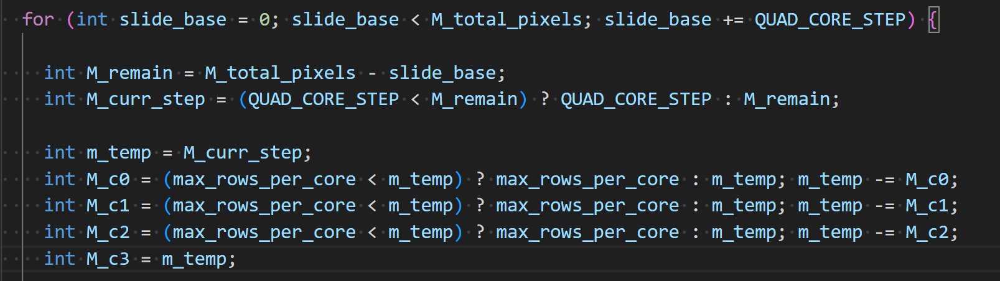 for (int slide_base = 0; slide_base < M_total_pixels; slide_base += QUAD_CORE_STEP) {
int M_remain = M_total_pixels - slide_base;
int M_curr_step = (QUAD_CORE_STEP < M_remain) ? QUAD_CORE_STEP : M_remain;
int m_temp = M_curr_step;
int M_c0 = (max_rows_per_core < m_temp) ? max_rows_per_core : m_temp; m_temp -= M_c0;
int M_c1 = (max_rows_per_core < m_temp) ? max_rows_per_core : m_temp; m_temp -= M_c1;
int M_c2 = (max_rows_per_core < m_temp) ? max_rows_per_core : m_temp; m_temp -= M_c2;
int M_c3 = m_temp;